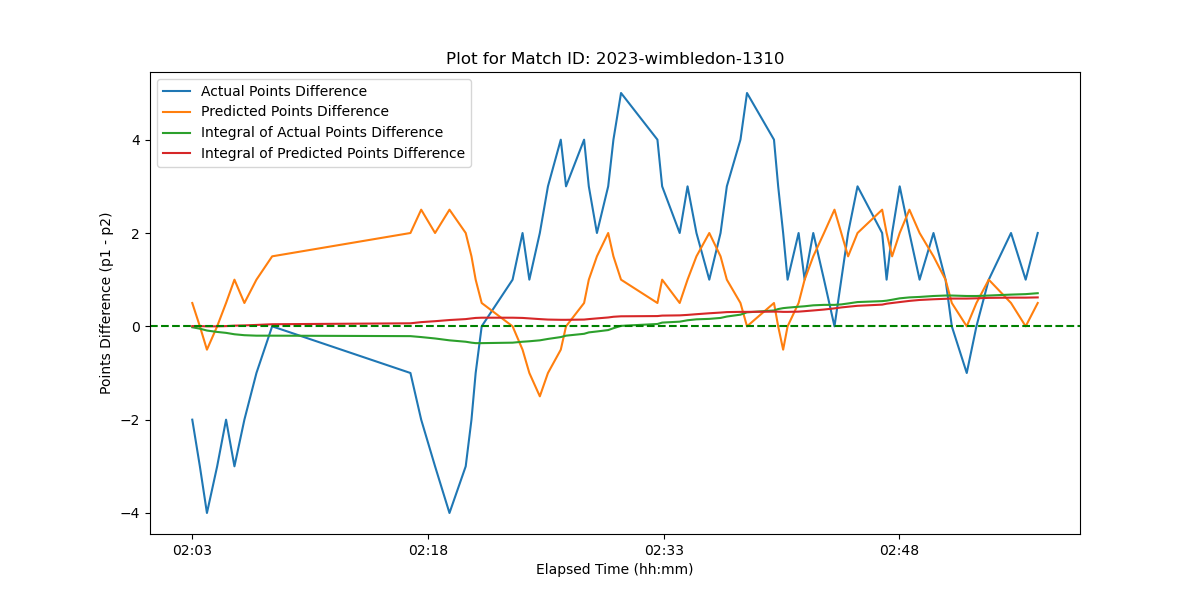 Plot for Match ID: 2023-wimbledon-1310
Actual Points Difference
Predicted Points Difference
Integral of Actual Points Difference
Integral of Predicted Points Difference
Points Difference (p1 - p2)
4
2
0
−2
−4
02:03 02:18 02:33 02:48
Elapsed Time (hh:mm)